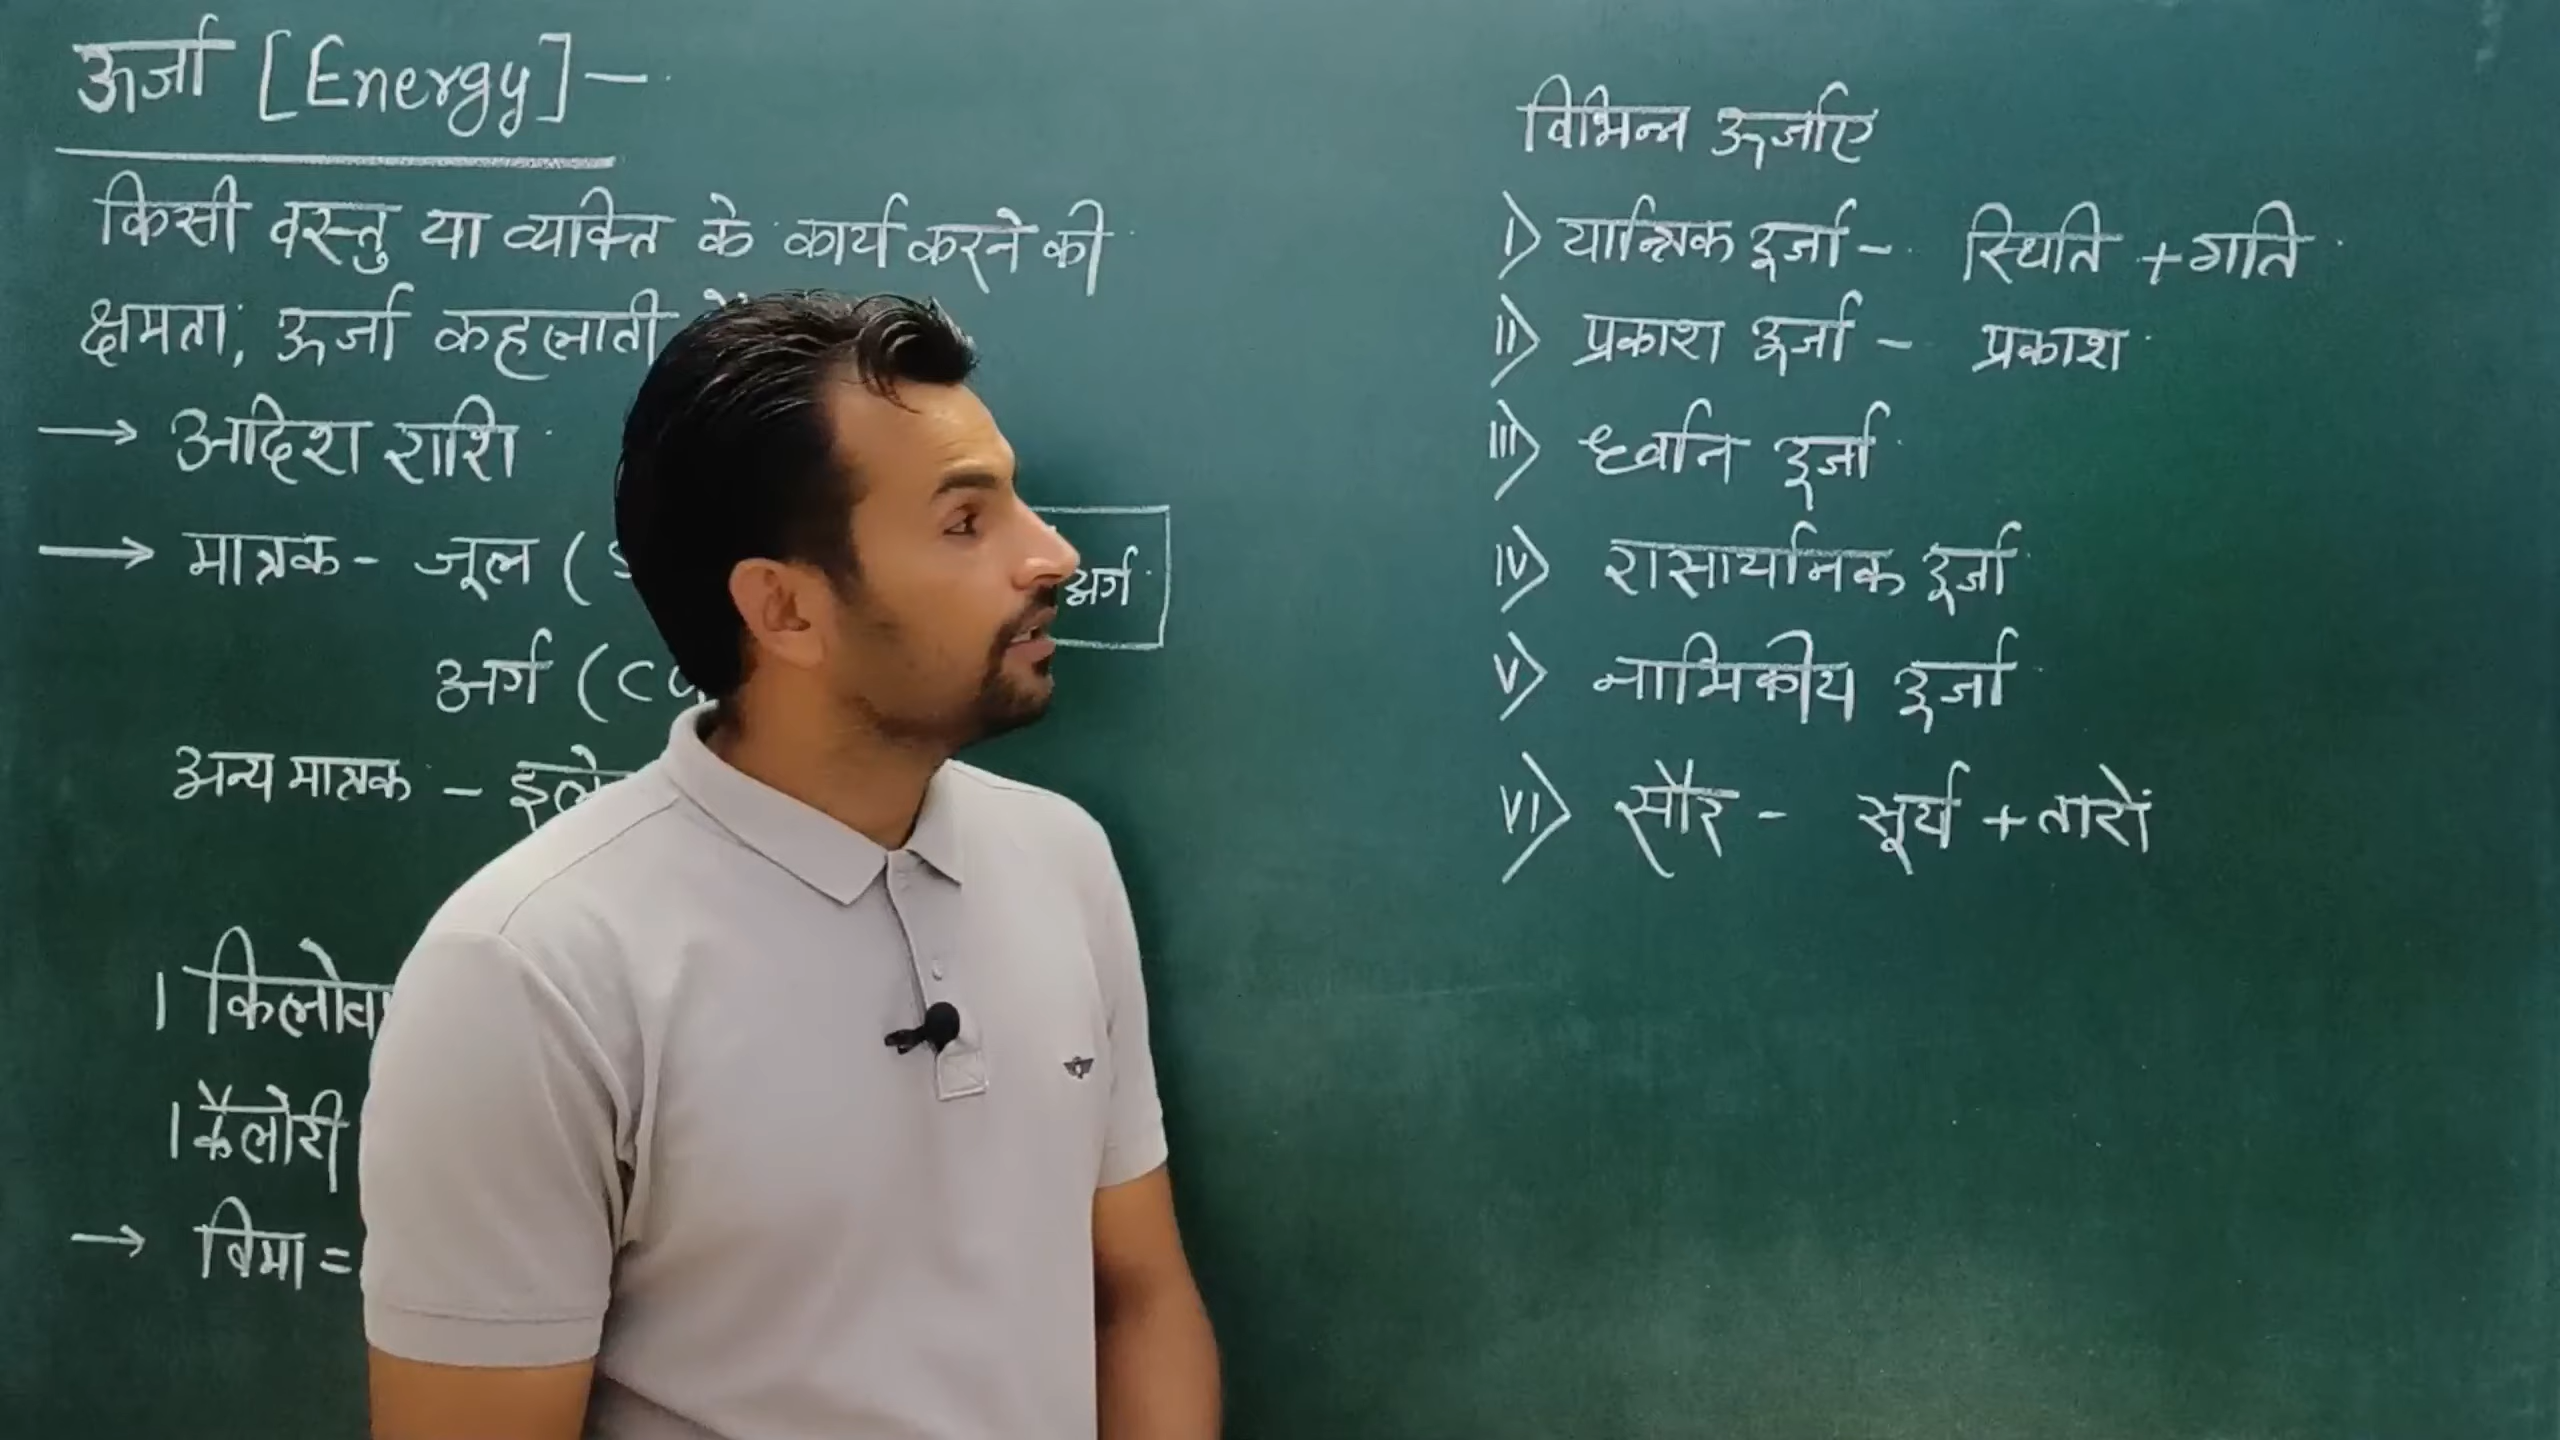 ऊर्जा [Energy] –
किसी वस्तु या व्यक्ति के कार्य करने की
क्षमता, ऊर्जा कहलाती
→ अदिश राशि
→ मात्रक - जूल (
अर्ग
अर्ग (CG
अन्य मात्रक -
1
1 कैलोरी
→ विमा =
विभिन्न ऊर्जाए
I) यान्त्रिक ऊर्जा - स्थिति + गति
II) प्रकाश ऊर्जा - प्रकाश
III) ध्वनि ऊर्जा
IV) रासायनिक ऊर्जा
V) नाभिकीय ऊर्जा
VI) सौर - सूर्य + तारों